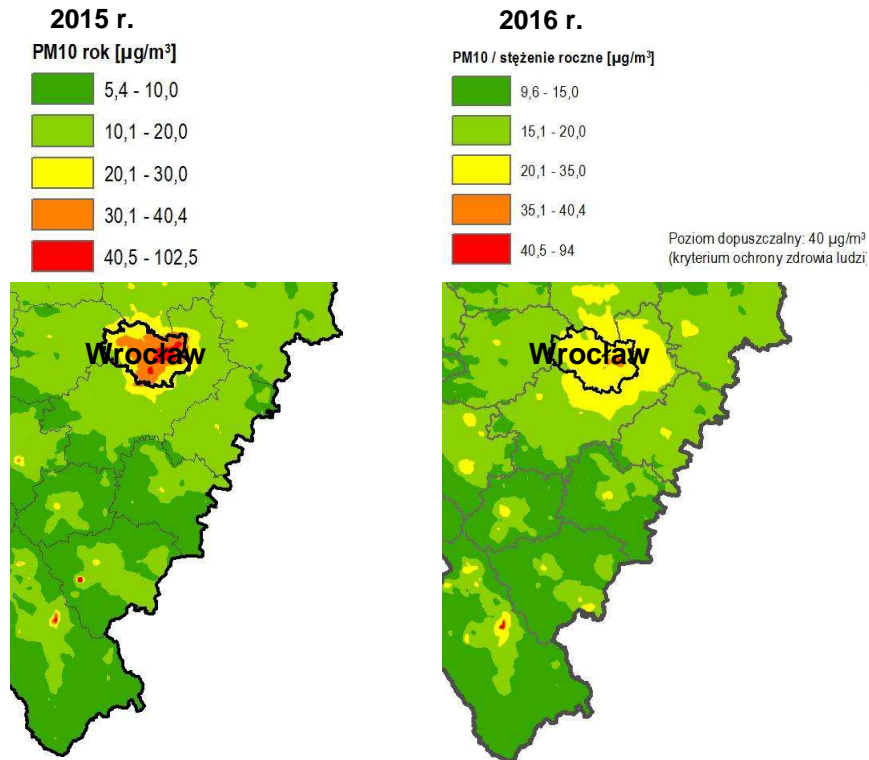 2015 r.
PM10 rok [µg/m³]
5,4 - 10,0
10,1 - 20,0
20,1 - 30,0
30,1 - 40,4
40,5 - 102,5
Wrocław
2016 r.
PM10 / stężenie roczne [µg/m³]
9,6 - 15,0
15,1 - 20,0
20,1 - 35,0
35,1 - 40,4
40,5 - 94
Poziom dopuszczalny: 40 µg/m³
(kryterium ochrony zdrowia ludzi
Wrocław